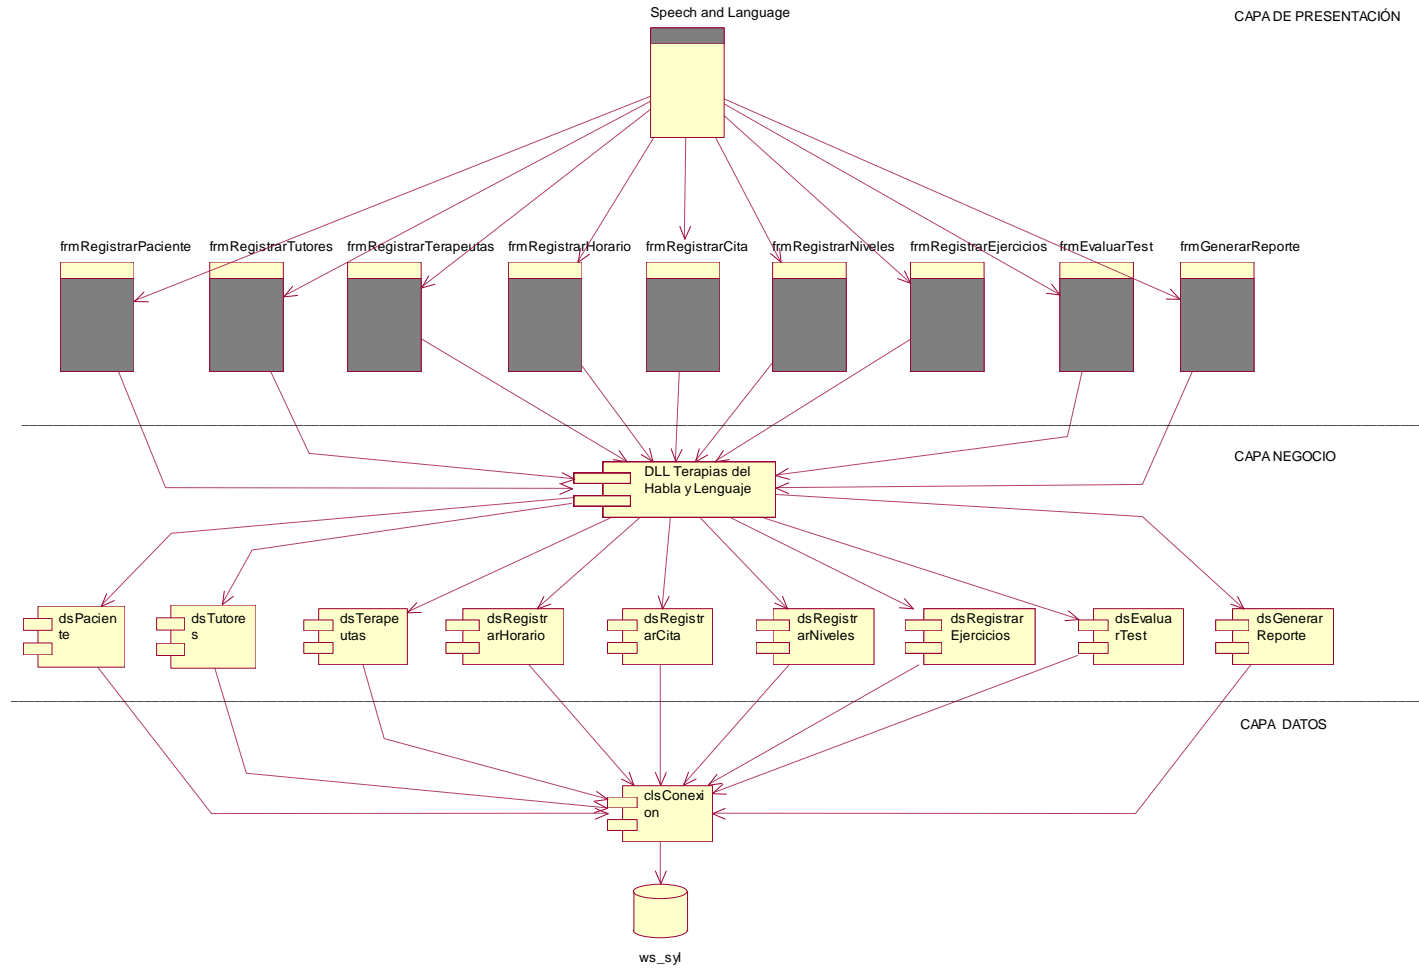 Speech and Language
CAPA DE PRESENTACIÓN
frmRegistrarPaciente
frmRegistrarTutores
frmRegistrarTerapeutas
frmRegistrarHorario
frmRegistrarCita
frmRegistrarNiveles
frmRegistrarEjercicios
frmEvaluarTest
frmGenerarReporte
CAPA NEGOCIO
DLL Terapias del
Habla y Lenguaje
dsPacien
te
dsTutore
s
dsTerape
utas
dsRegistr
arHorario
dsRegistr
arCita
dsRegistr
arNiveles
dsRegistrar
Ejercicios
dsEvalua
rTest
dsGenerar
Reporte
CAPA DATOS
clsConexi
on
ws_syl